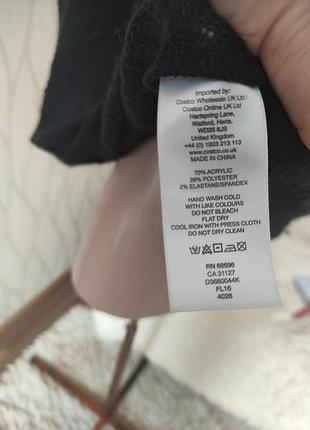 Imported by:
Costco Wholesale UK Ltd /
Costco Online UK Ltd
Hartspring Lane,
Watford, Herts.
WD25 8JS
United Kingdom
+44 (0) 1923 213 113
www.costco.co.uk
MADE IN CHINA
70% ACRYLIC
28% POLYESTER
2% ELASTANE/SPANDEX
HAND WASH COLD
WITH LIKE COLOURS
DO NOT BLEACH
FLAT DRY
COOL IRON WITH PRESS CLOTH
DO NOT DRY CLEAN
RN 68596
CA 31127
D3660044K
FL16
4028